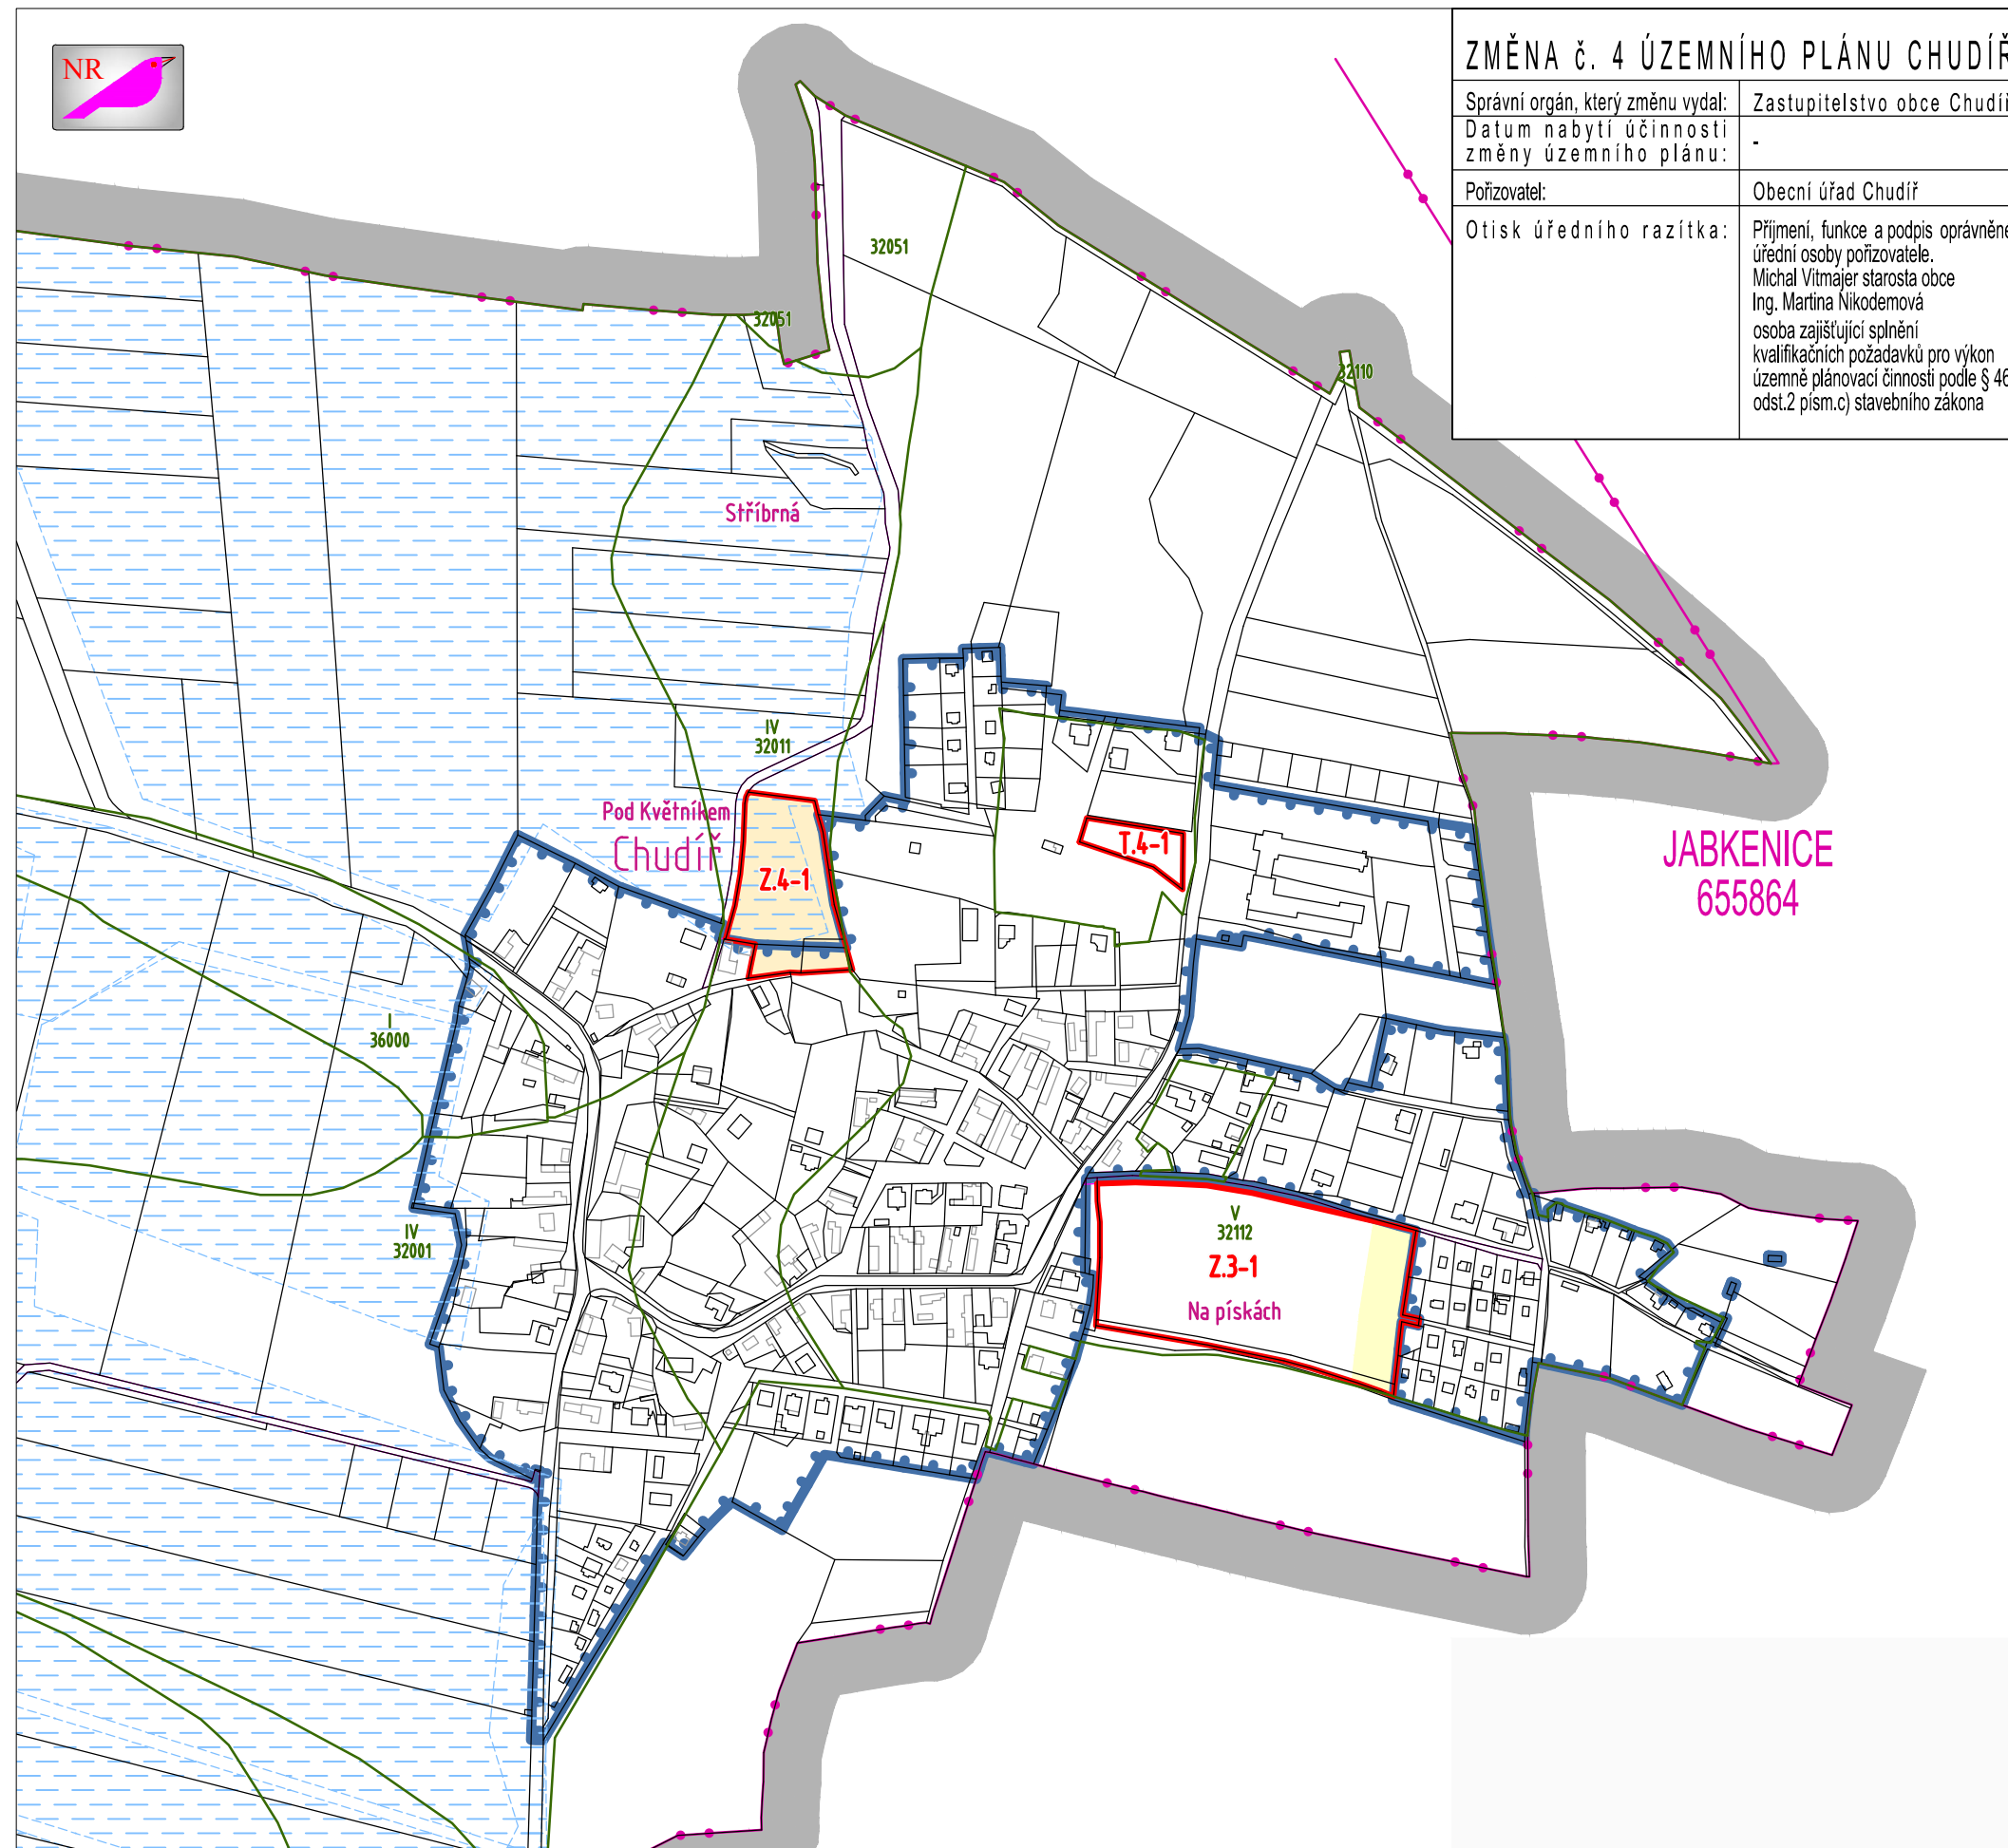 NR
ZMĚNA č. 4 ÚZEMNÍHO PLÁNU CHUDÍŘ
Správní orgán, který změnu vydal: Zastupitelstvo obce Chudíř
Datum nabytí účinnosti
změny územního plánu: -
Pořizovatel: Obecní úřad Chudíř
Otisk úředního razítka:
Příjmení, funkce a podpis oprávněné
úřední osoby pořizovatele.
Michal Vitmajer starosta obce
Ing. Martina Nikodemová
osoba zajišťující splnění
kvalifikačních požadavků pro výkon
územně plánovací činnosti podle § 46
odst.2 písm.c) stavebního zákona
32051
32051
32110
Stříbrná
IV
32011
Pod Květníkem
Chudíř
Z.4-1
T.4-1
JABKENICE
655864
I
36000
IV
32001
V
32112
Z.3-1
Na pískách